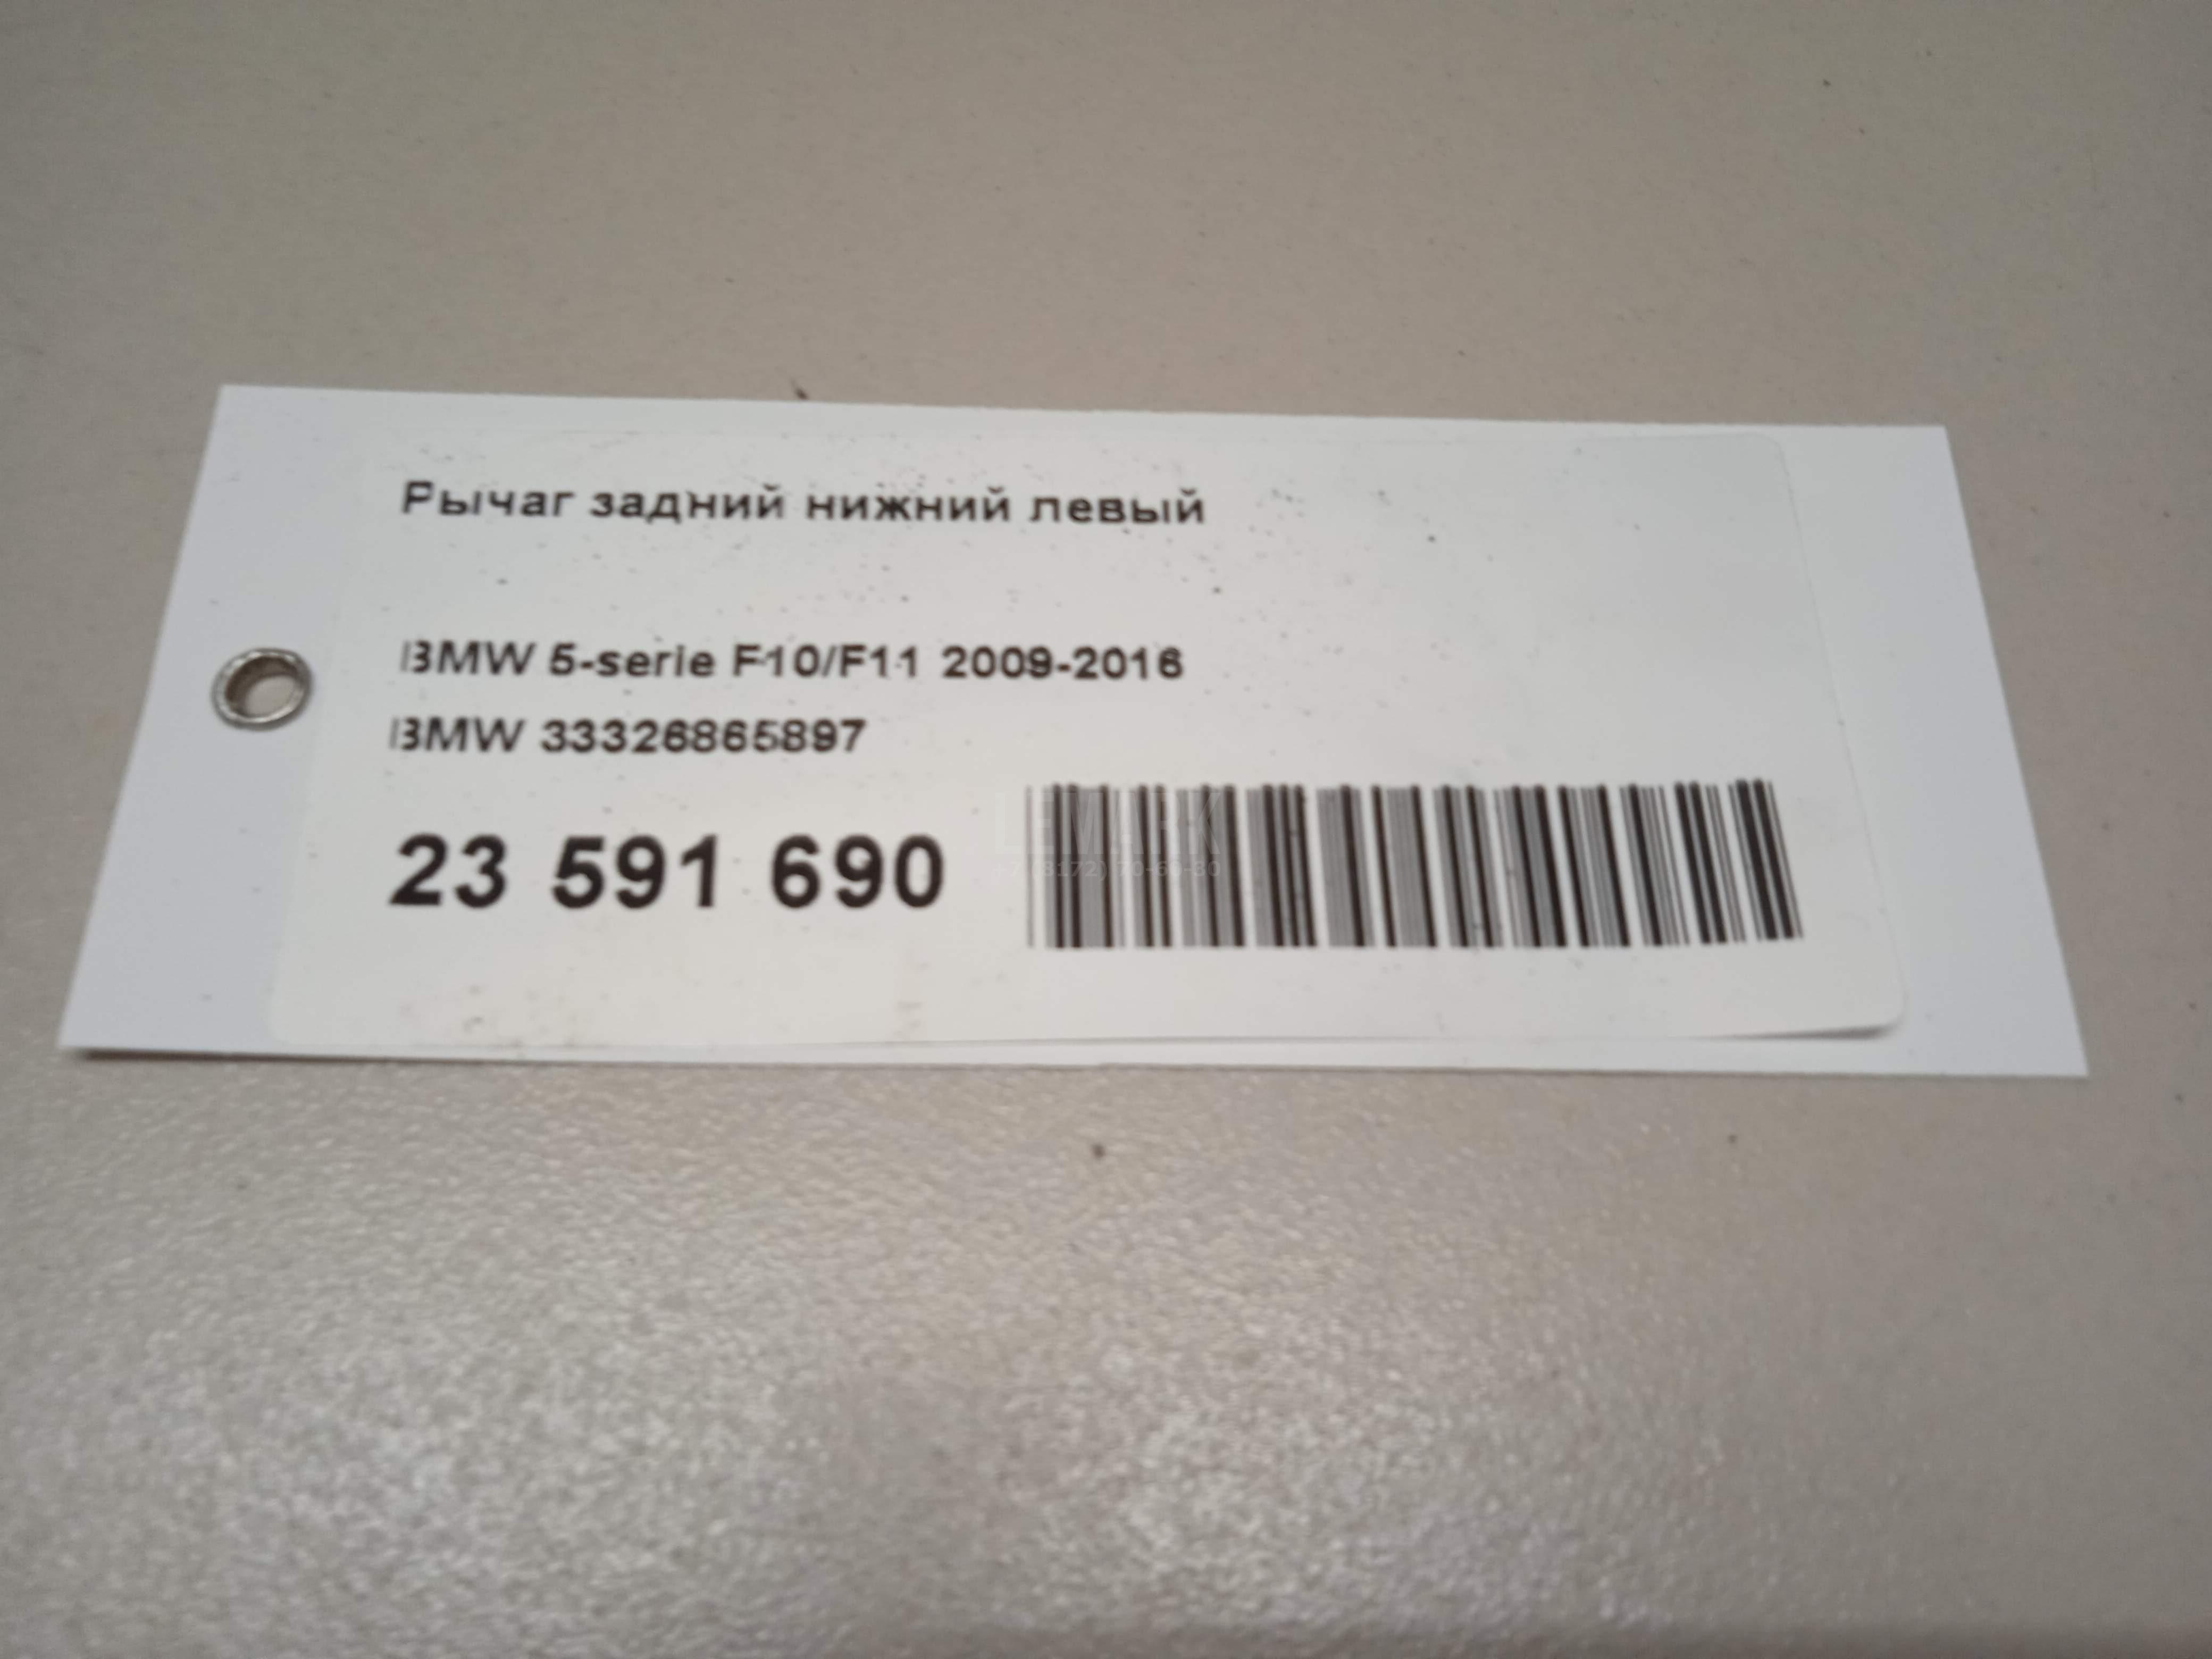 Рычаг задний нижний левый
BMW 5-serie F10/F11 2009-2016
BMW 33326865897
23 591 690